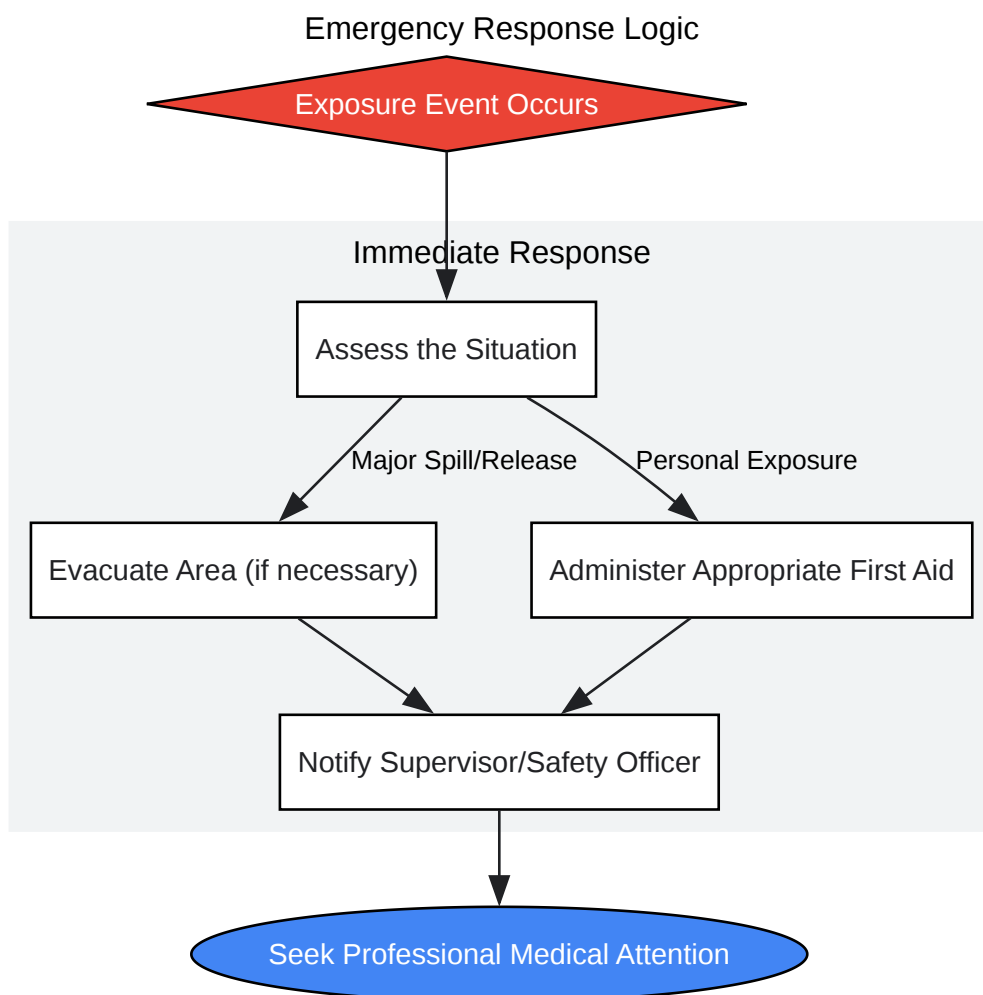 Emergency Response Logic
Exposure Event Occurs
Immediate Response
Assess the Situation
Major Spill/Release
Personal Exposure
Evacuate Area (if necessary)
Administer Appropriate First Aid
Notify Supervisor/Safety Officer
Seek Professional Medical Attention